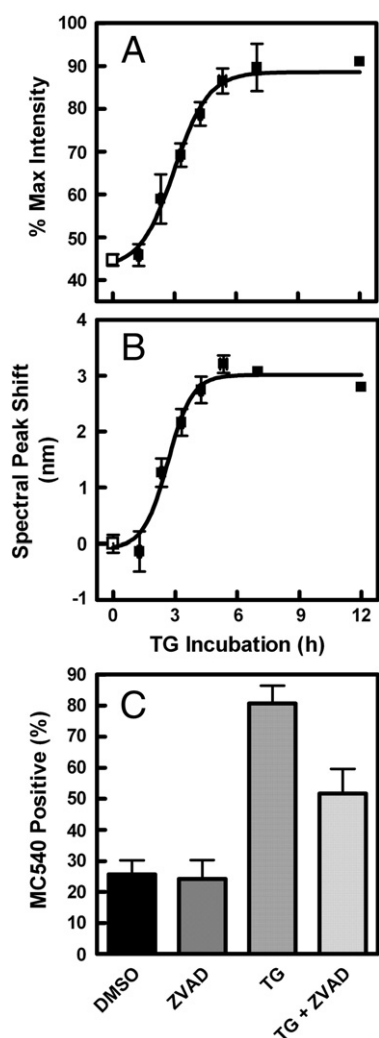 A
% Max Intensity
100
90
80
70
60
50
40
B
Spectral Peak Shift
(nm)
4
3
2
1
0
-1
0 3 6 9 12
TG Incubation (h)
C
MC540 Positive (%)
90
80
70
60
50
40
30
20
10
0
DMSO ZVAD TG TG + ZVAD